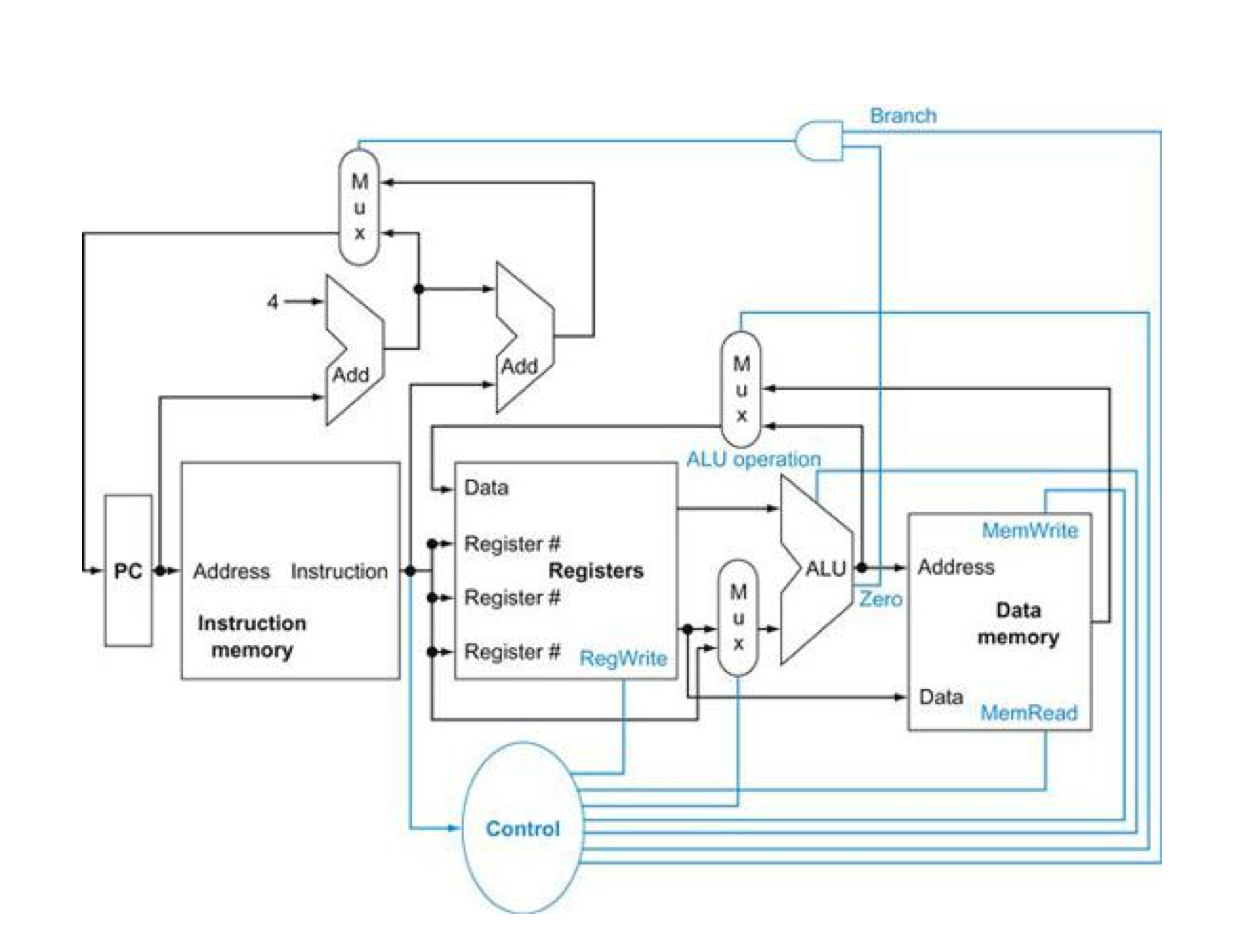 Branch
M
u
x
4
Add
Add
M
u
x
ALU operation
Data
Register #
Register #
Register #
Registers
RegWrite
PC
Address
Instruction
Instruction
memory
M
u
x
ALU
Zero
MemWrite
Address
Data
memory
Data
MemRead
Control